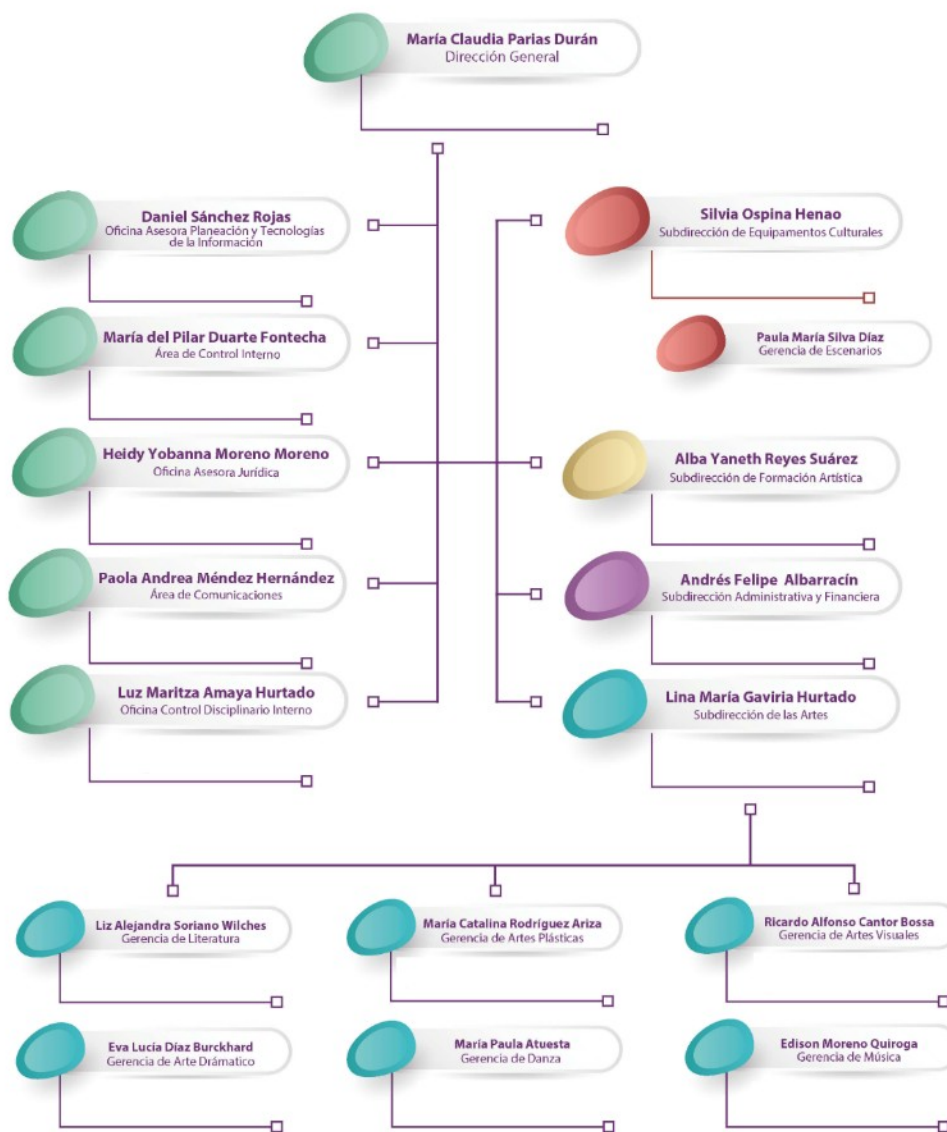 María Claudia Parias Durán
Dirección General
Daniel Sánchez Rojas
Oficina Asesora Planeación y Tecnologías
de la Información
María del Pilar Duarte Fontecha
Área de Control Interno
Heidy Yobanna Moreno Moreno
Oficina Asesora Jurídica
Paola Andrea Méndez Hernández
Área de Comunicaciones
Luz Maritza Amaya Hurtado
Oficina Control Disciplinario Interno
Silvia Ospina Henao
Subdirección de Equipamentos Culturales
Paula María Silva Díaz
Gerencia de Escenarios
Alba Yaneth Reyes Suárez
Subdirección de Formación Artística
Andrés Felipe Albarracín
Subdirección Administrativa y Financiera
Lina María Gaviria Hurtado
Subdirección de las Artes
Liz Alejandra Soriano Wilches
Gerencia de Literatura
María Catalina Rodríguez Ariza
Gerencia de Artes Plásticas
Ricardo Alfonso Cantor Bossa
Gerencia de Artes Visuales
Eva Lucía Díaz Burckhard
Gerencia de Arte Drámatico
María Paula Atuesta
Gerencia de Danza
Edison Moreno Quiroga
Gerencia de Música